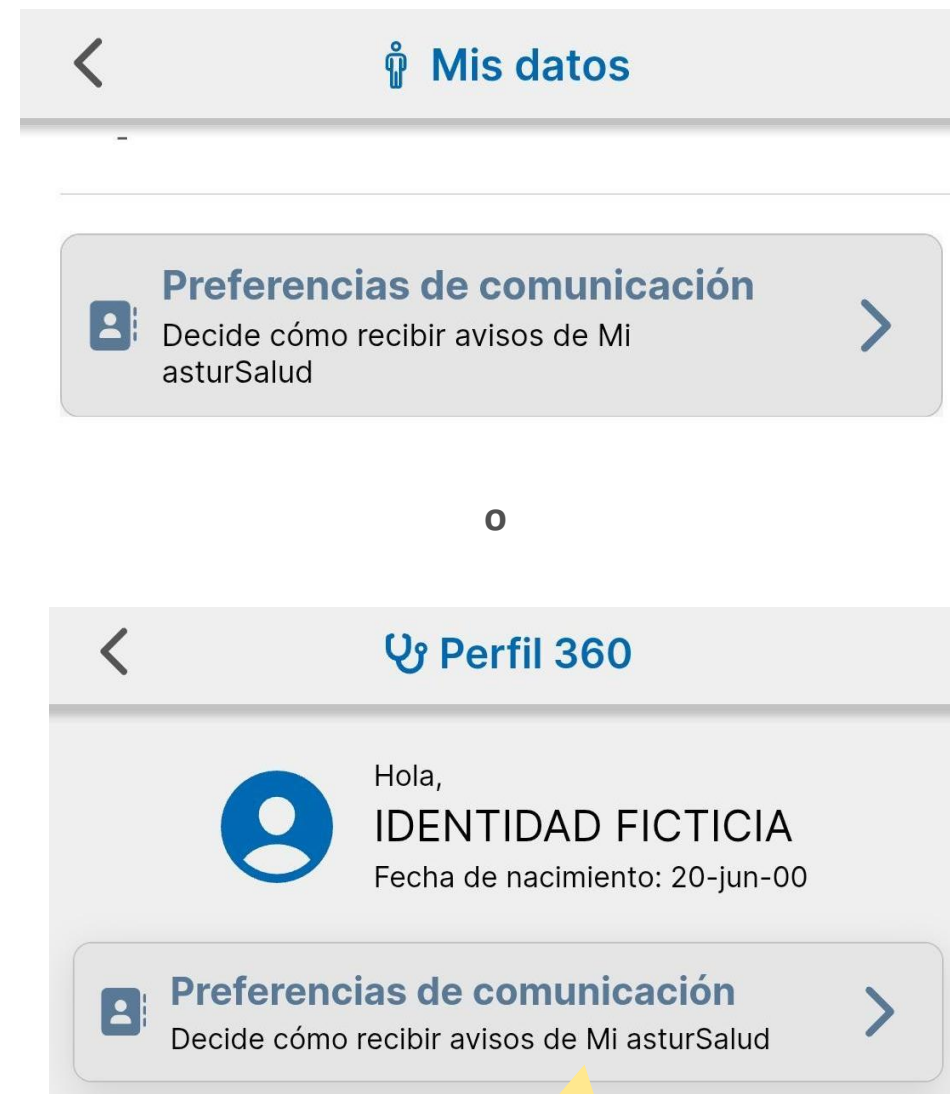 Mis datos
-
Preferencias de comunicación
Decide cómo recibir avisos de Mi
asturSalud
o
Perfil 360
Hola,
IDENTIDAD FICTICIA
Fecha de nacimiento: 20-jun-00
Preferencias de comunicación
Decide cómo recibir avisos de Mi asturSalud